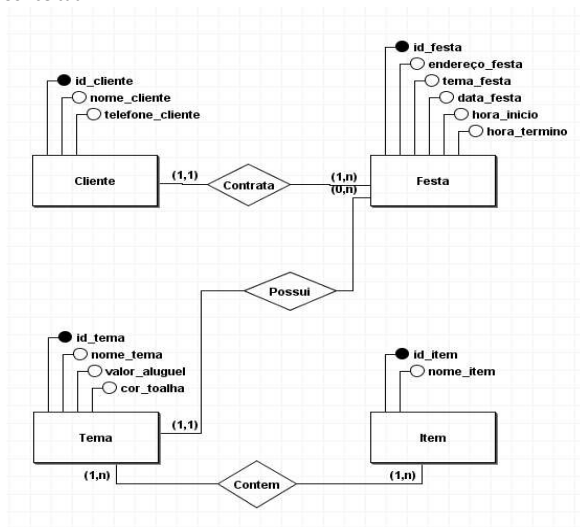 id_festa
endereço_festa
tema_festa
data_festa
hora_inicio
hora_termino
id_cliente
nome_cliente
telefone_cliente
Cliente
(1,1)
Contrata
(1,n)
(0,n)
Festa
Possui
id_tema
nome_tema
valor_aluguel
cor_toalha
Tema
(1,1)
id_item
nome_item
Item
(1,n)
Contem
(1,n)